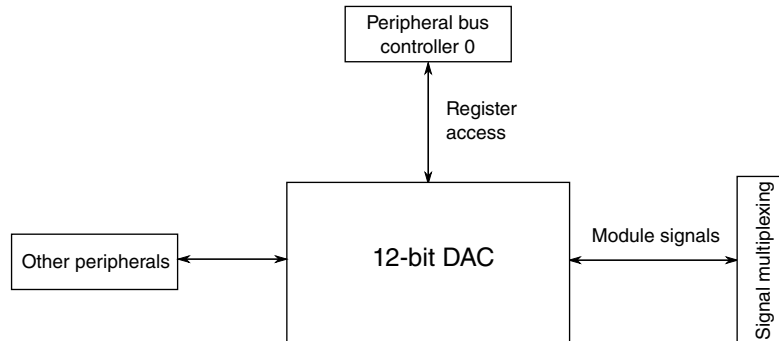 Peripheral bus
controller 0
Register
access
Other peripherals
12-bit DAC
Module signals
Signal multiplexing